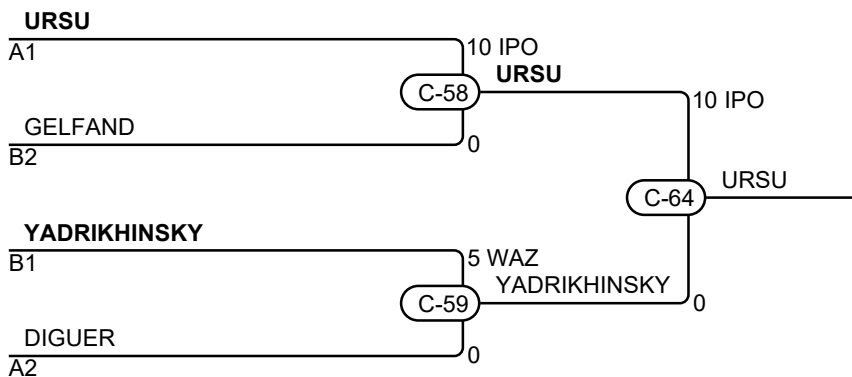 URSU
A1
10 IPO
C-58
URSU
GELFAND
B2
0
10 IPO
C-64
URSU
YADRIKHINSKY
B1
5 WAZ
C-59
YADRIKHINSKY
0
DIGUER
A2
0